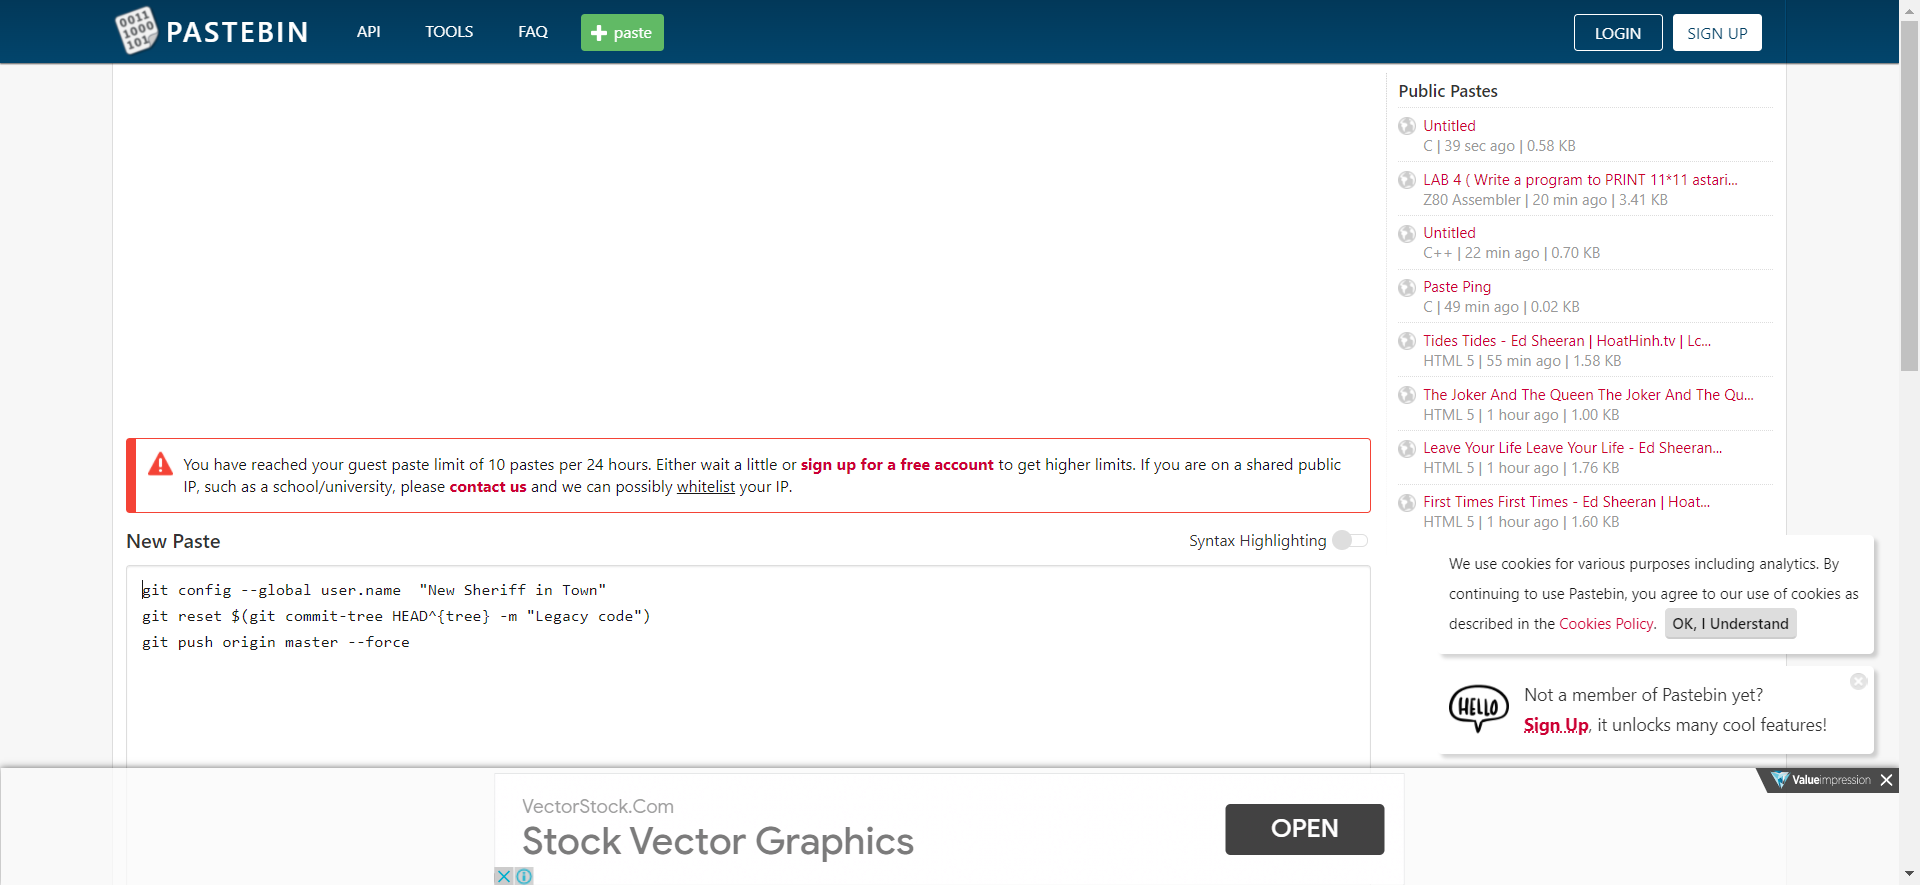 0011
1000
101
PASTEBIN
API
TOOLS
FAQ
paste
LOGIN
SIGN UP
You have reached your guest paste limit of 10 pastes per 24 hours. Either wait a little or sign up for a free account to get higher limits. If you are on a shared public
IP, such as a school/university, please contact us and we can possibly whitelist your IP.
New Paste
Syntax Highlighting
git config --global user.name  "New Sheriff in Town"
git reset $(git commit-tree HEAD^{tree} -m "Legacy code")
git push origin master --force
Public Pastes
Untitled
C | 39 sec ago | 0.58 KB
LAB 4 ( Write a program to PRINT 11*11 astari...
Z80 Assembler | 20 min ago | 3.41 KB
Untitled
C++ | 22 min ago | 0.70 KB
Paste Ping
C | 49 min ago | 0.02 KB
Tides Tides - Ed Sheeran | HoatHinh.tv | Lc...
HTML 5 | 55 min ago | 1.58 KB
The Joker And The Queen The Joker And The Qu...
HTML 5 | 1 hour ago | 1.00 KB
Leave Your Life Leave Your Life - Ed Sheeran...
HTML 5 | 1 hour ago | 1.76 KB
First Times First Times - Ed Sheeran | Hoat...
HTML 5 | 1 hour ago | 1.60 KB
We use cookies for various purposes including analytics. By
continuing to use Pastebin, you agree to our use of cookies as
described in the Cookies Policy. OK, I Understand
HELLO
Not a member of Pastebin yet?
Sign Up, it unlocks many cool features!
Valueimpression
VectorStock.Com
Stock Vector Graphics
OPEN